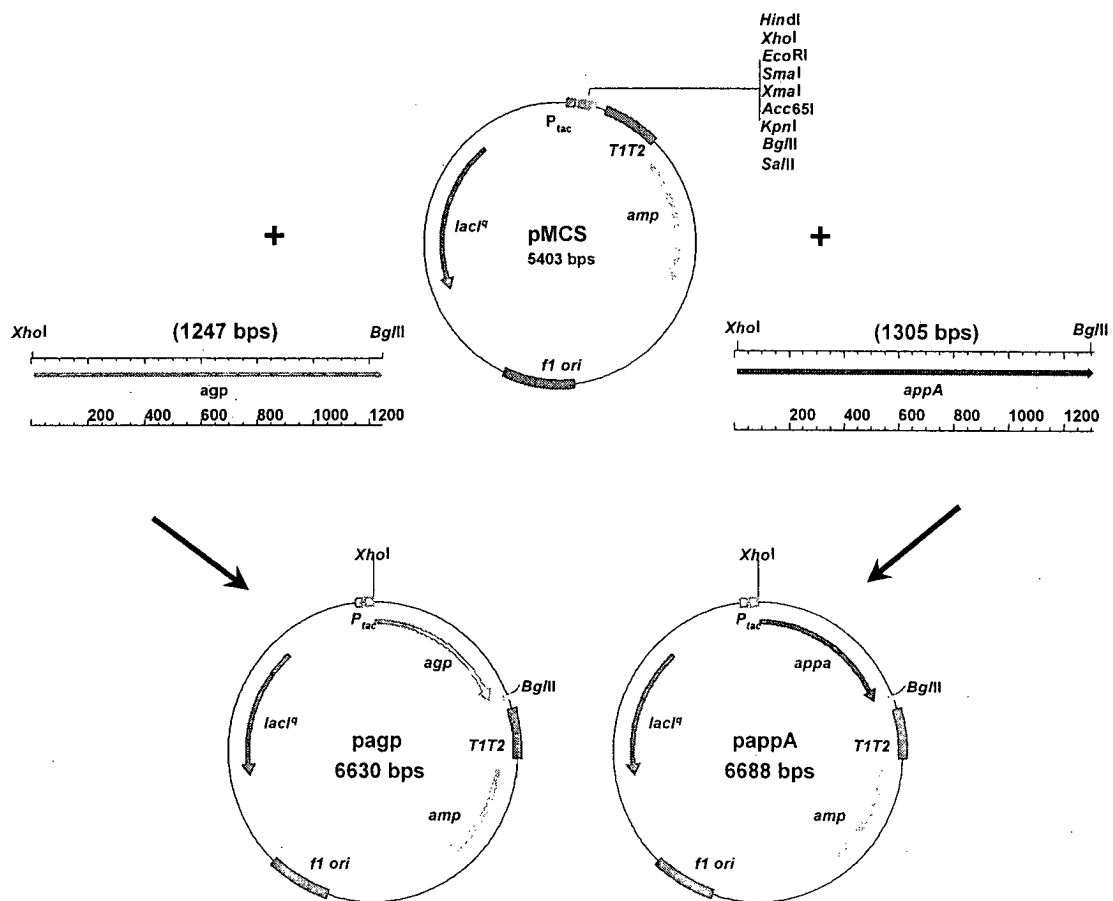 HindI
XhoI
EcoRI
SmaI
XmaI
Acc65I
KpnI
BglII
SalII
Ptac
T1T2
lacIq
amp
pMCS
5403 bps
f1 ori
+
+
XhoI (1247 bps) BglII
agp
200 400 600 800 1000 1200
XhoI (1305 bps) BglII
appA
200 400 600 800 1000 1200
XhoI
Ptac
agp
BglII
lacIq
T1T2
pagp
6630 bps
amp
f1 ori
XhoI
Ptac
appa
BglII
lacIq
T1T2
pappA
6688 bps
amp
f1 ori